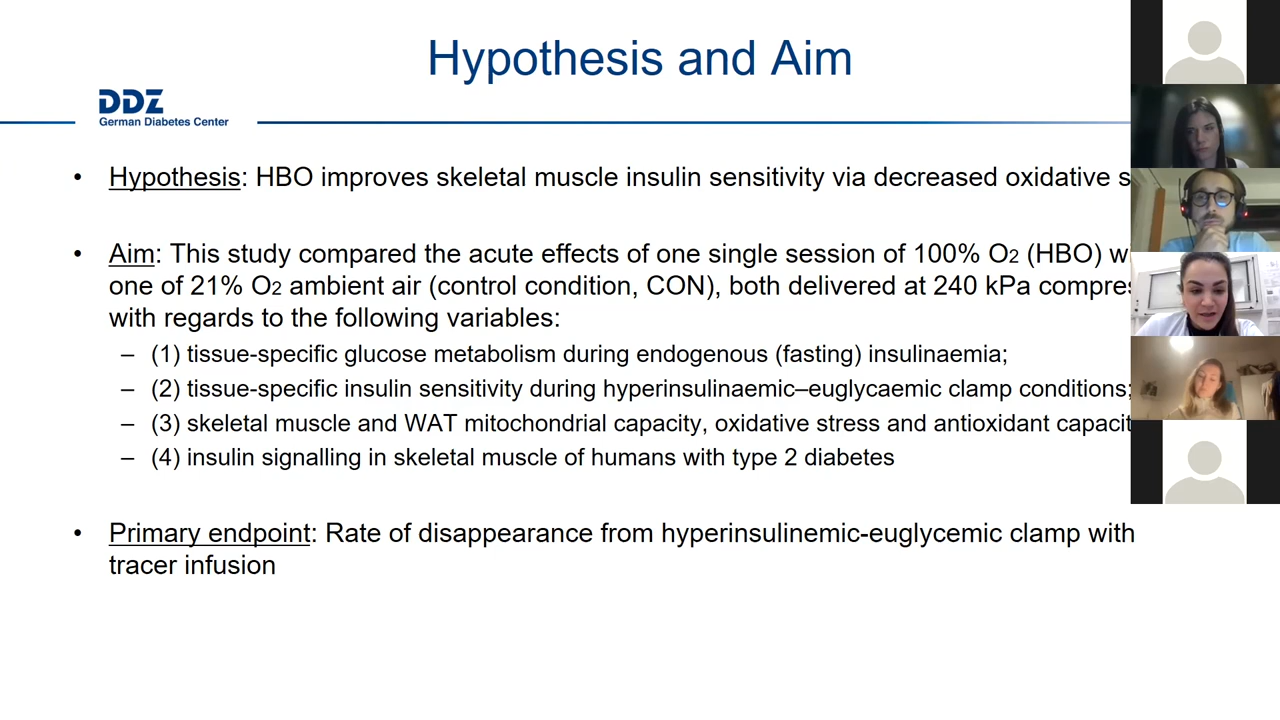 Hypothesis and Aim
DDZ
German Diabetes Center
• Hypothesis: HBO improves skeletal muscle insulin sensitivity via decreased oxidative s
• Aim: This study compared the acute effects of one single session of 100% O2 (HBO) w
one of 21% O2 ambient air (control condition, CON), both delivered at 240 kPa compres
with regards to the following variables:
– (1) tissue-specific glucose metabolism during endogenous (fasting) insulinaemia;
– (2) tissue-specific insulin sensitivity during hyperinsulinaemic–euglycaemic clamp conditions;
– (3) skeletal muscle and WAT mitochondrial capacity, oxidative stress and antioxidant capacit
– (4) insulin signalling in skeletal muscle of humans with type 2 diabetes
• Primary endpoint: Rate of disappearance from hyperinsulinemic-euglycemic clamp with
tracer infusion